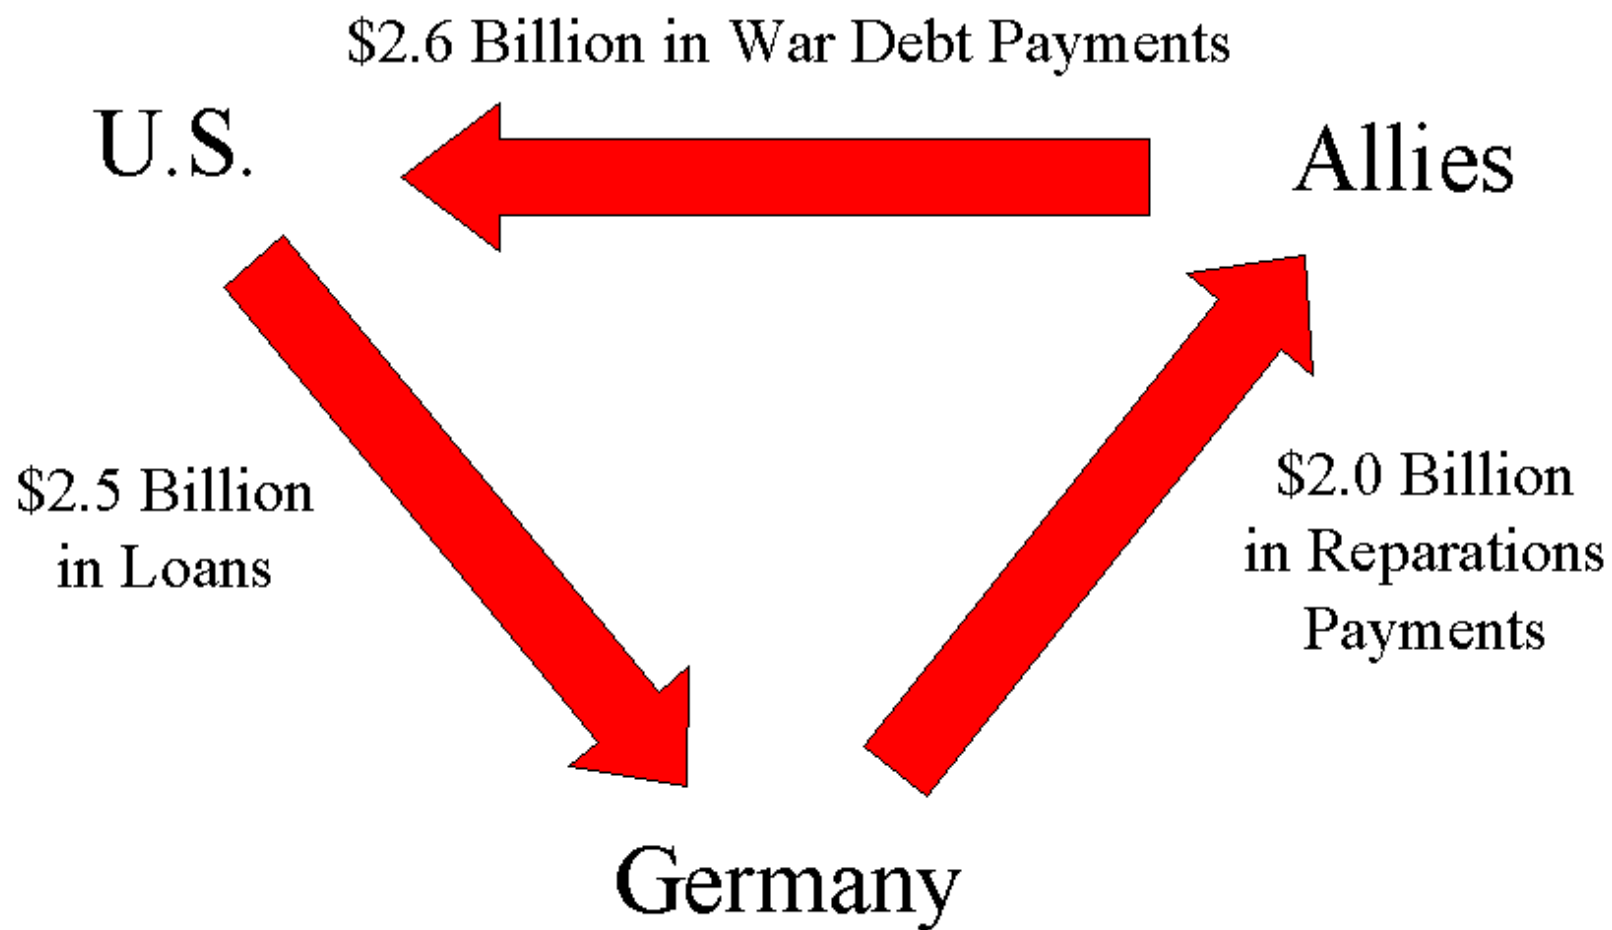 $2.6 Billion in War Debt Payments
U.S.
Allies
$2.5 Billion
in Loans
$2.0 Billion
in Reparations
Payments
Germany